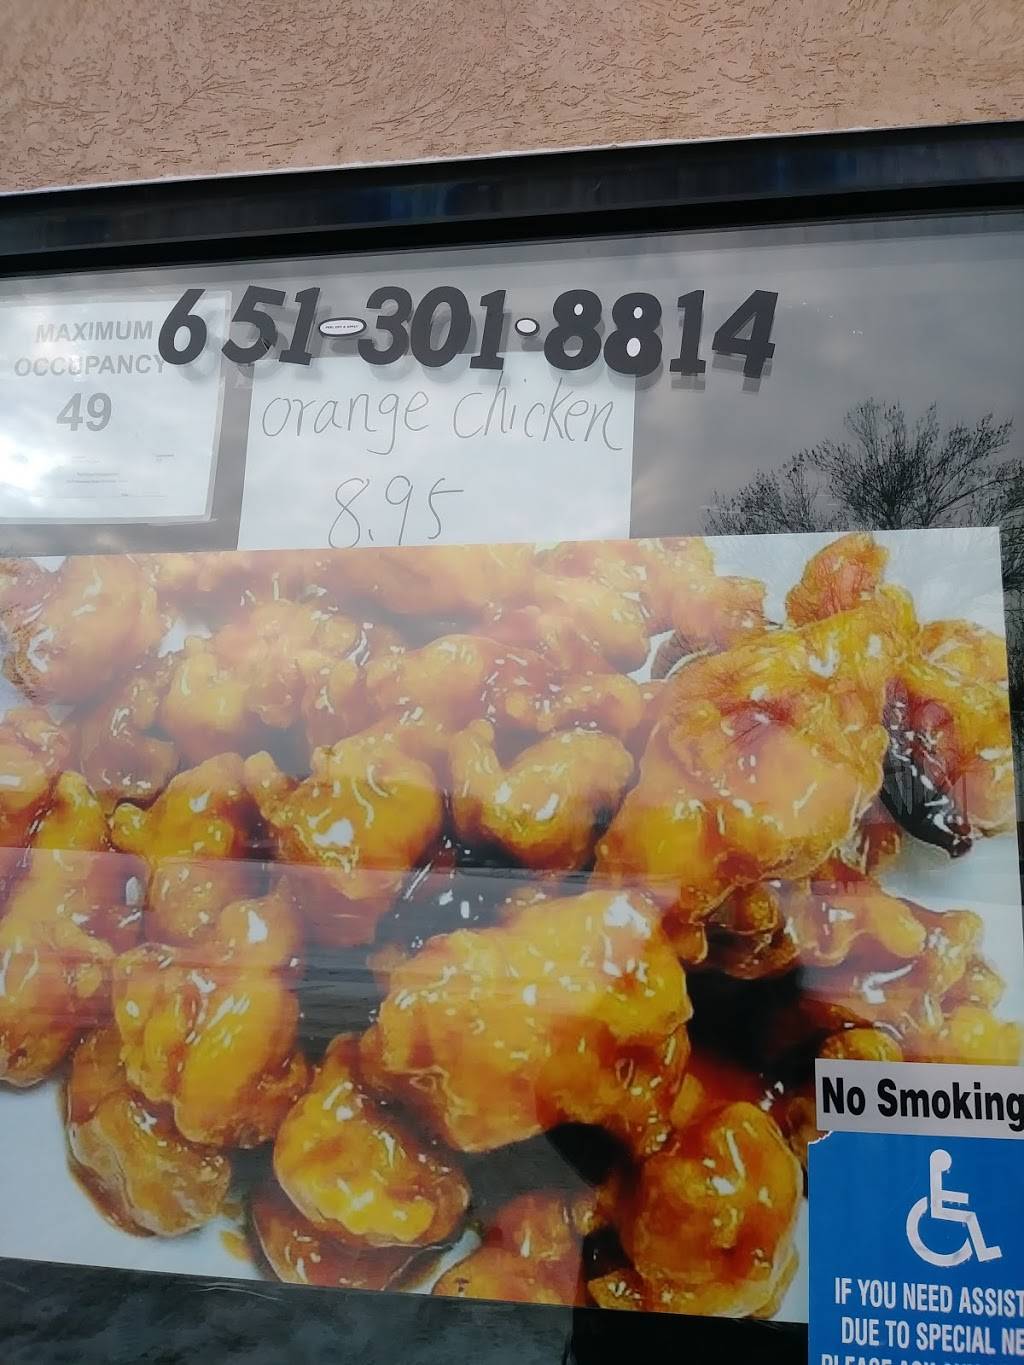 651-301-8814
MAXIMUM
OCCUPANCY
49
orange chicken
8.95
No Smoking
IF YOU NEED ASSIST
DUE TO SPECIAL NE